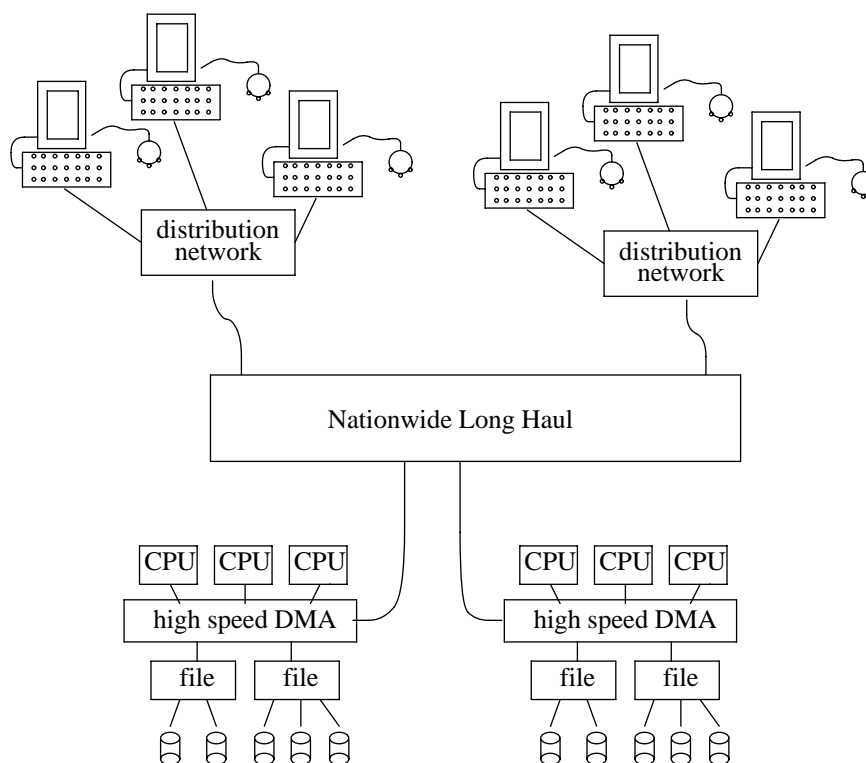 distribution
network
distribution
network
Nationwide Long Haul
CPU CPU CPU
CPU CPU CPU
high speed DMA
high speed DMA
file file
file file